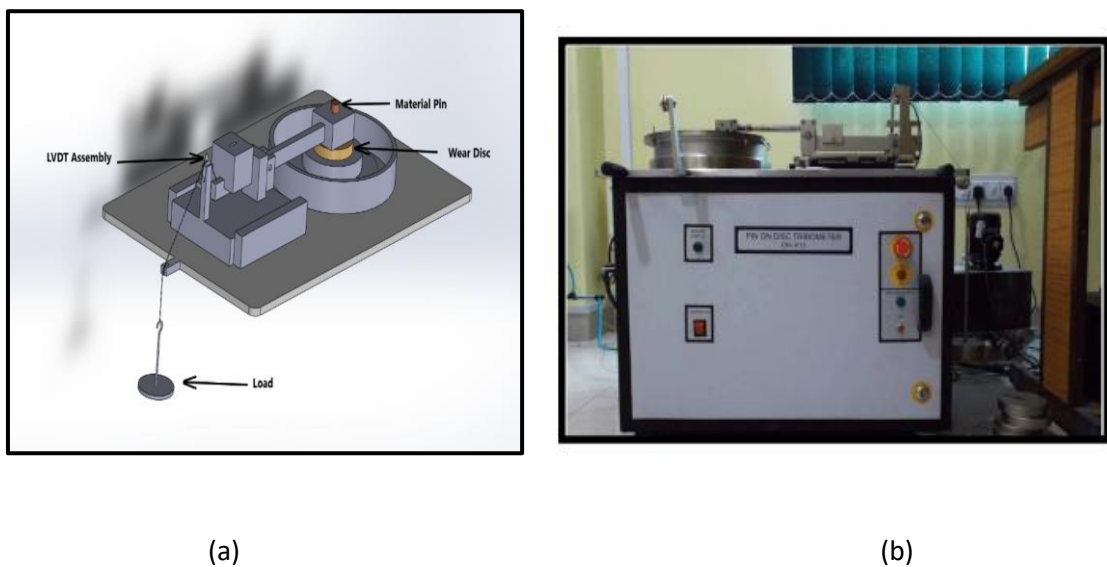 Material Pin
LVDT Assembly
Wear Disc
Load
PIN ON DISC TRIBOMETER
(a)
(b)